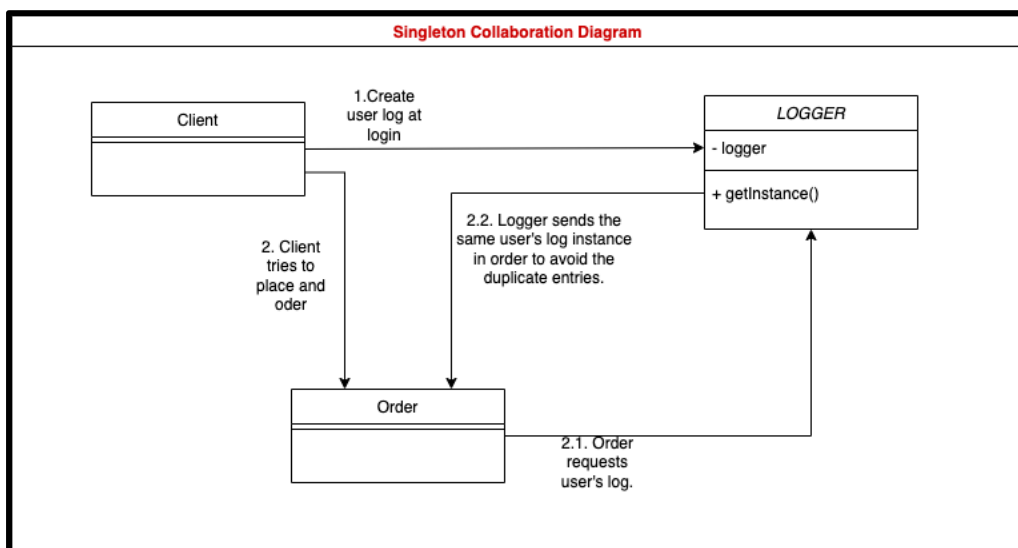 Singleton Collaboration Diagram
1.Create
user log at
login
Client
LOGGER
- logger
+ getInstance()
2.2. Logger sends the
same user's log instance
in order to avoid the
duplicate entries.
2. Client
tries to
place and
oder
Order
2.1. Order
requests
user's log.